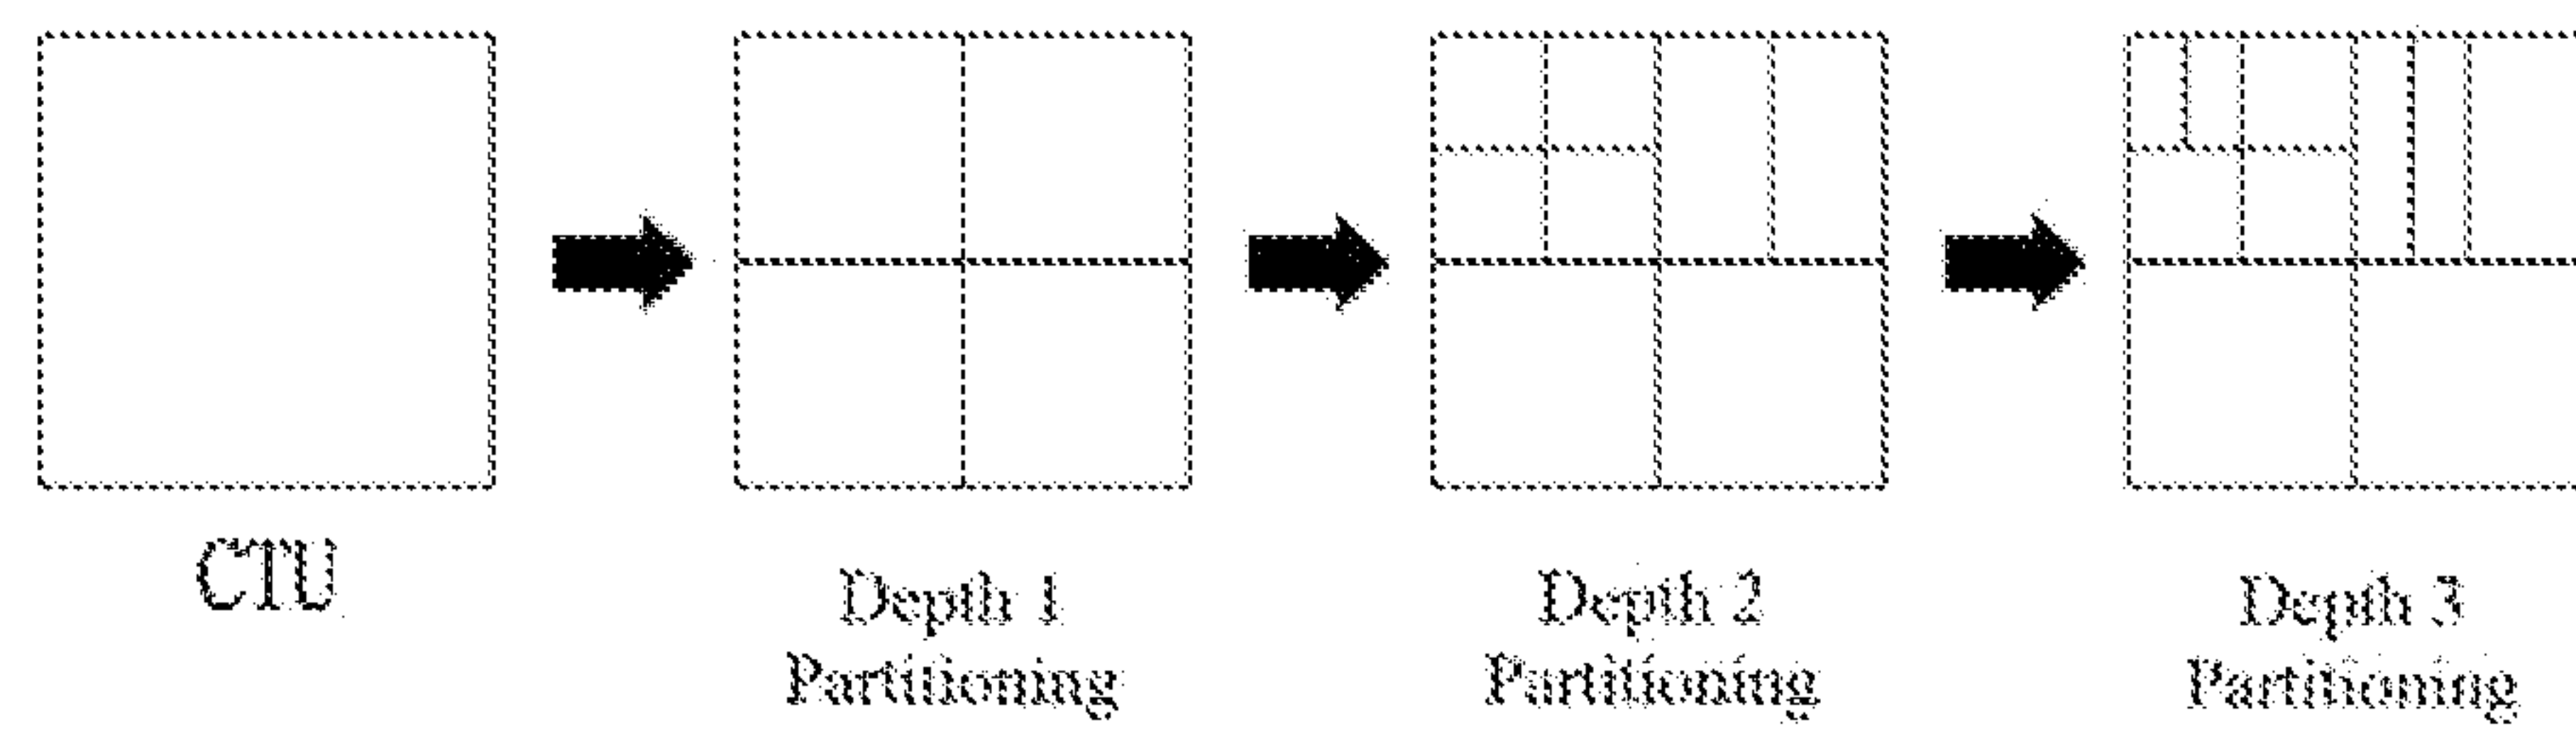 CTU
Depth 1
Partitioning
Depth 2
Partitioning
Depth 3
Partitioning